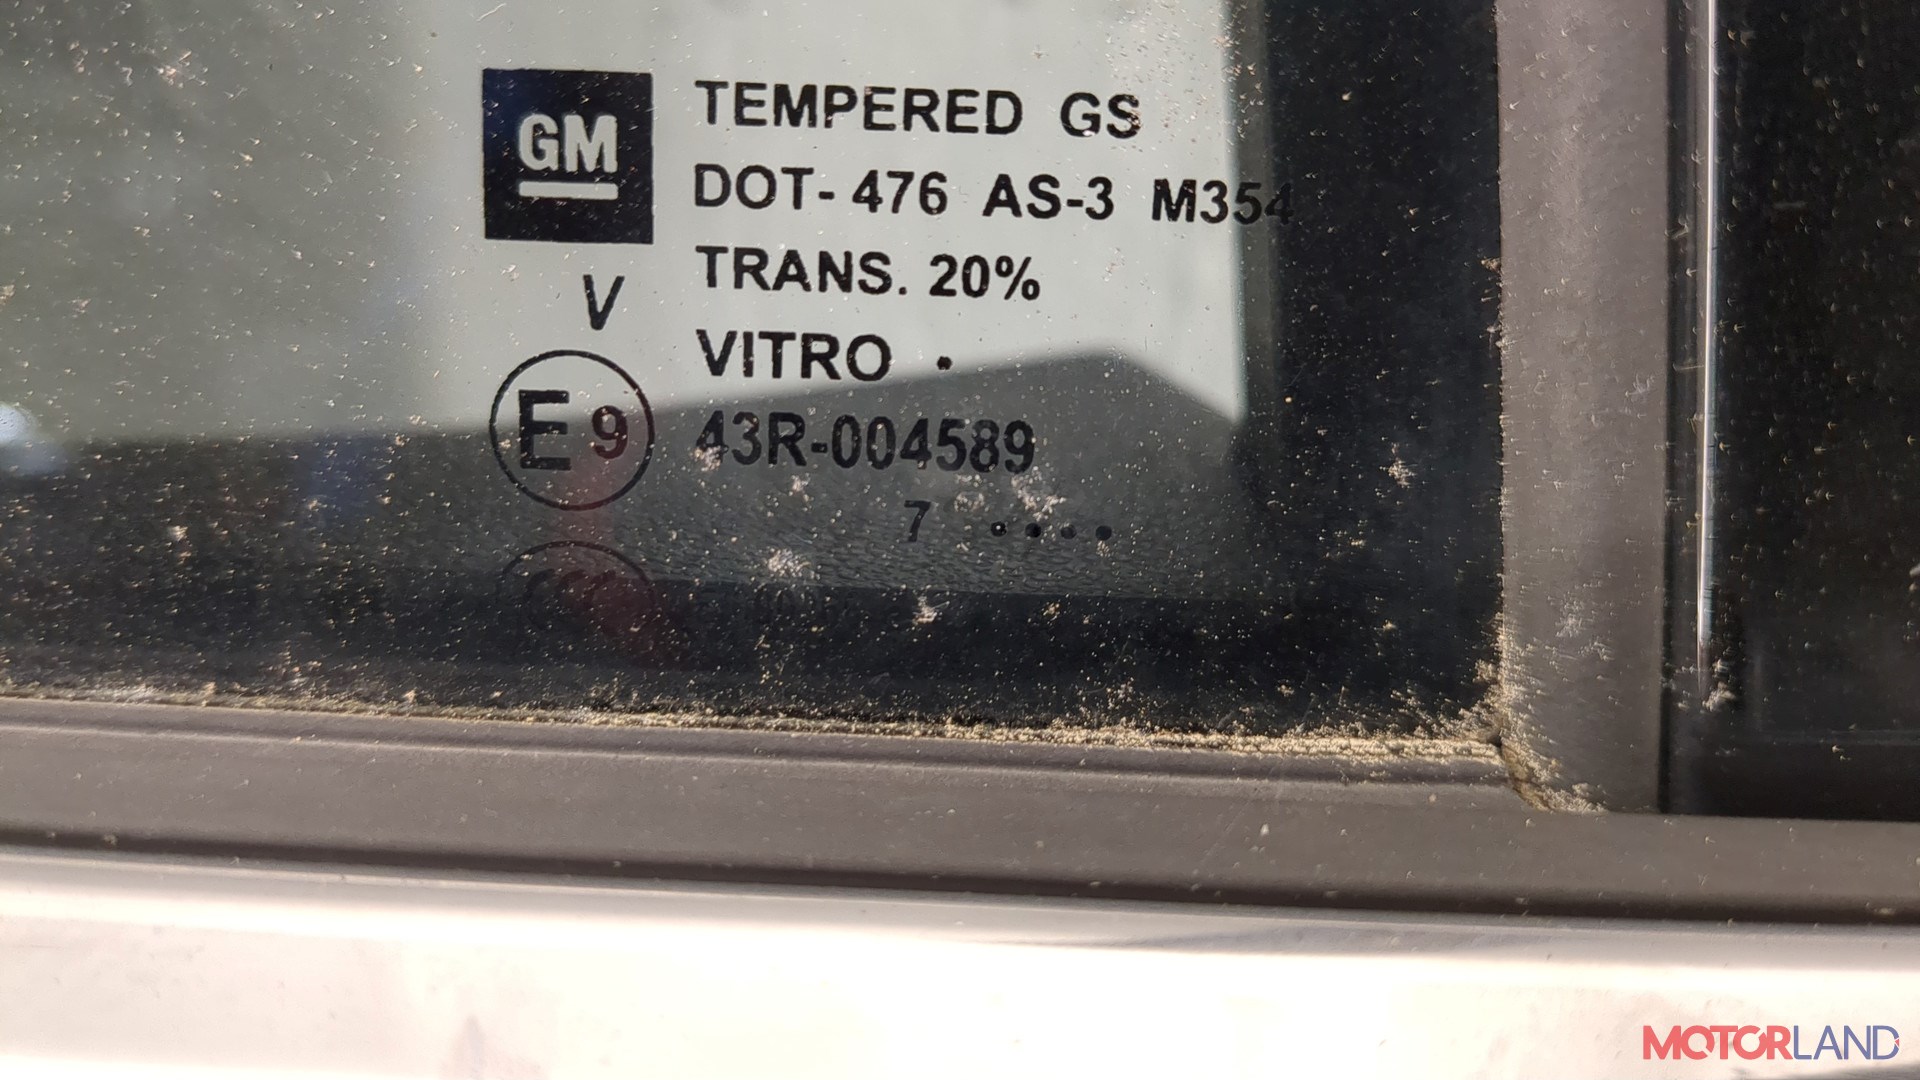 GM
TEMPERED GS
DOT- 476 AS-3 M354
TRANS. 20%
V
VITRO •
E 9
43R-004589
7 ••••
MOTORLAND